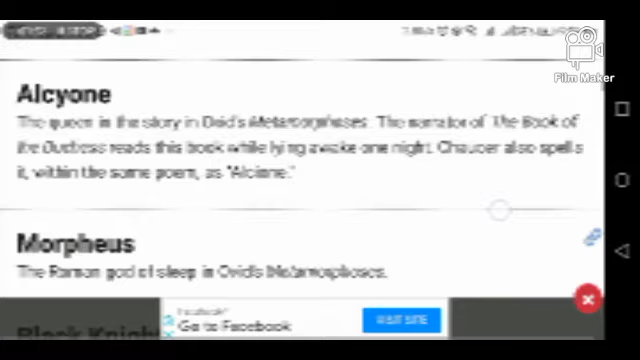 Film Maker
Alcyone
The queen in the story in Ovid's Metamorphoses. The narrator of The Book of
the Duchess reads this book while lying awake one night. Chaucer also spells
it, within the same poem, as "Alcione."
Morpheus
The Roman god of sleep in Ovid's Metamorphoses.
Go to Facebook
VISIT SITE
Black Knight